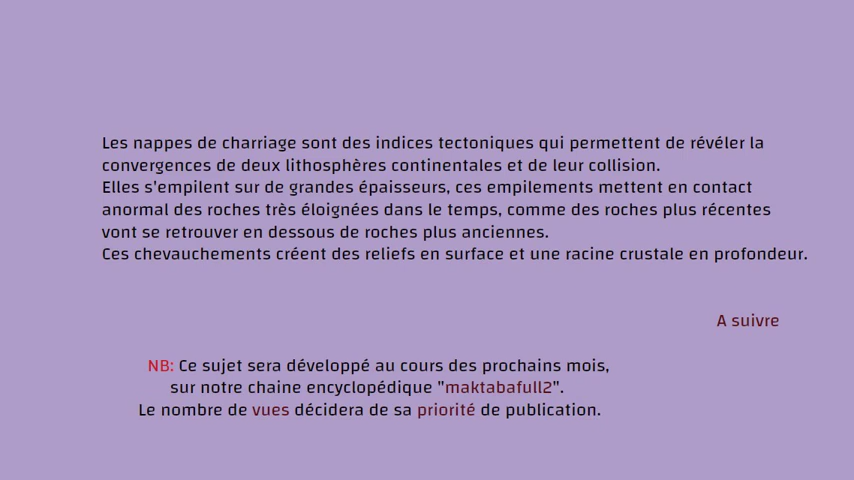 Les nappes de charriage sont des indices tectoniques qui permettent de révéler la
convergences de deux lithosphères continentales et de leur collision.
Elles s'empilent sur de grandes épaisseurs, ces empilements mettent en contact
anormal des roches très éloignées dans le temps, comme des roches plus récentes
vont se retrouver en dessous de roches plus anciennes.
Ces chevauchements créent des reliefs en surface et une racine crustale en profondeur.
A suivre
NB: Ce sujet sera développé au cours des prochains mois,
sur notre chaine encyclopédique "maktabafull2".
Le nombre de vues décidera de sa priorité de publication.